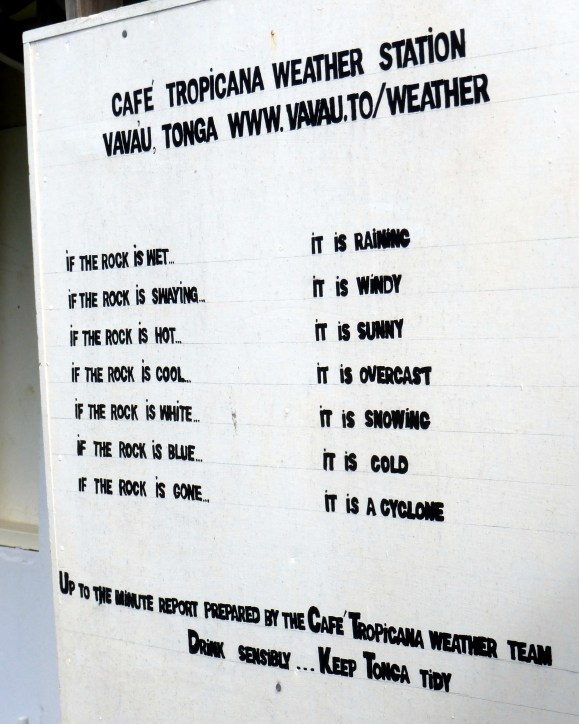 CAFÉ TROPICANA WEATHER STATION
VAVA'U, TONGA WWW.VAVAU.TO/WEATHER
IF THE ROCK IS WET... IT IS RAINING
IF THE ROCK IS SWAYING... IT IS WINDY
IF THE ROCK IS HOT... IT IS SUNNY
IF THE ROCK IS COOL... IT IS OVERCAST
IF THE ROCK IS WHITE... IT IS SNOWING
IF THE ROCK IS BLUE... IT IS COLD
IF THE ROCK IS GONE... IT IS A CYCLONE
UP TO THE MINUTE REPORT PREPARED BY THE CAFÉ TROPICANA WEATHER TEAM
DRINK SENSIBLY ... KEEP TONGA TIDY